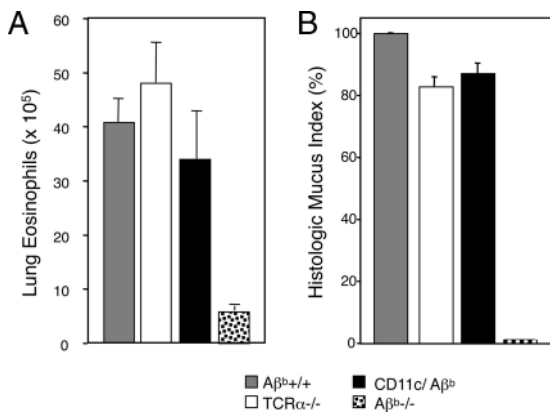 A
B
Lung Eosinophils (x 10⁵)
60
50
40
30
20
10
0
Histologic Mucus Index (%)
100
80
60
40
20
0
Aβᵇ+/+
CD11c/ Aβᵇ
TCRα-/-
Aβᵇ-/-